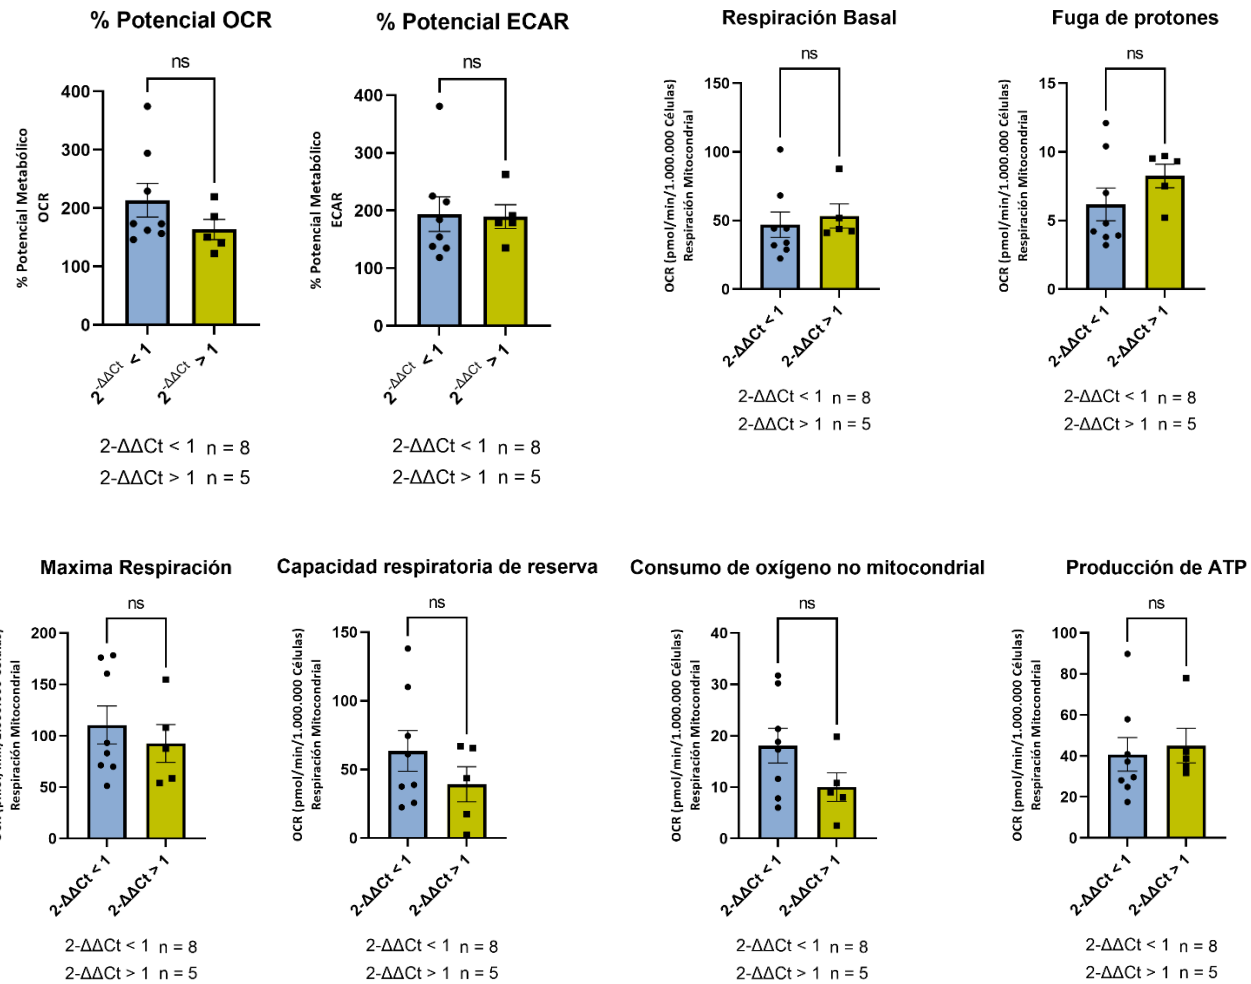 % Potencial OCR
ns
% Potencial Metabólico
OCR
400
300
200
100
0
2^-ΔΔCt < 1
2^-ΔΔCt > 1
2-ΔΔCt < 1 n = 8
2-ΔΔCt > 1 n = 5
% Potencial ECAR
ns
% Potencial Metabólico
ECAR
400
300
200
100
0
2^-ΔΔCt < 1
2^-ΔΔCt > 1
2-ΔΔCt < 1 n = 8
2-ΔΔCt > 1 n = 5
Respiración Basal
ns
OCR (pmol/min/1.000.000 Células)
Respiración Mitocondrial
150
100
50
0
2-ΔΔCt < 1
2-ΔΔCt > 1
2-ΔΔCt < 1 n = 8
2-ΔΔCt > 1 n = 5
Fuga de protones
ns
OCR (pmol/min/1.000.000 Células)
Respiración Mitocondrial
15
10
5
0
2-ΔΔCt < 1
2-ΔΔCt > 1
2-ΔΔCt < 1 n = 8
2-ΔΔCt > 1 n = 5
Maxima Respiración
ns
Respiración Mitocondrial
200
150
100
50
0
2-ΔΔCt < 1
2-ΔΔCt > 1
2-ΔΔCt < 1 n = 8
2-ΔΔCt > 1 n = 5
Capacidad respiratoria de reserva
ns
OCR (pmol/min/1.000.000 Células)
Respiración Mitocondrial
150
100
50
0
2-ΔΔCt < 1
2-ΔΔCt > 1
2-ΔΔCt < 1 n = 8
2-ΔΔCt > 1 n = 5
Consumo de oxígeno no mitocondrial
ns
OCR (pmol/min/1.000.000 Células)
Respiración Mitocondrial
40
30
20
10
0
2-ΔΔCt < 1
2-ΔΔCt > 1
2-ΔΔCt < 1 n = 8
2-ΔΔCt > 1 n = 5
Producción de ATP
ns
OCR (pmol/min/1.000.000 Células)
Respiración Mitocondrial
100
80
60
40
20
0
2-ΔΔCt < 1
2-ΔΔCt > 1
2-ΔΔCt < 1 n = 8
2-ΔΔCt > 1 n = 5